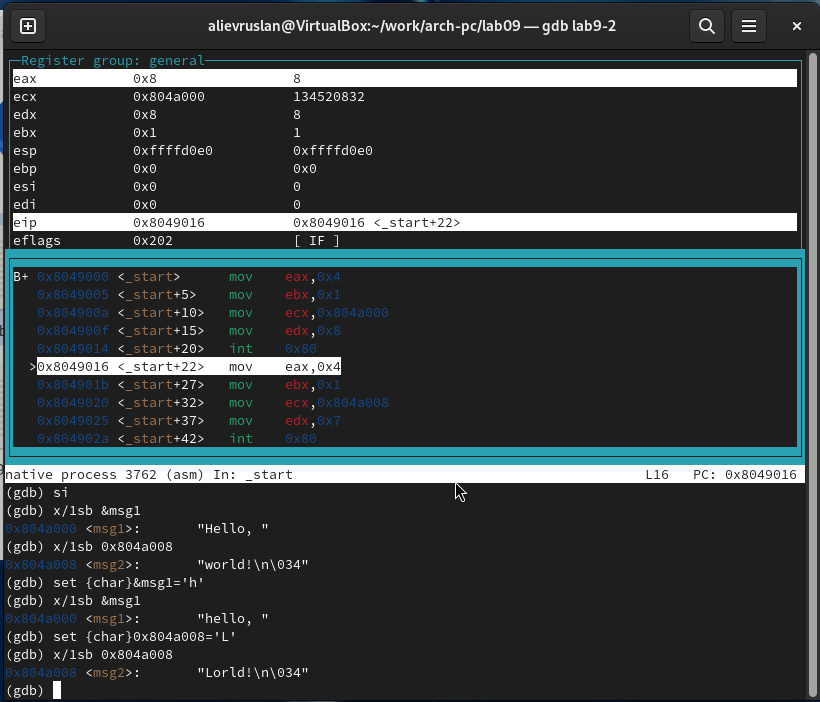 alievruslan@VirtualBox:~/work/arch-pc/lab09 — gdb lab9-2
Register group: general
eax 0x8 8
ecx 0x804a000 134520832
edx 0x8 8
ebx 0x1 1
esp 0xffffd0e0 0xffffd0e0
ebp 0x0 0x0
esi 0x0 0
edi 0x0 0
eip 0x8049016 0x8049016 <_start+22>
eflags 0x202 [ IF ]
B+ 0x8049000 <_start> mov eax,0x4
0x8049005 <_start+5> mov ebx,0x1
0x804900a <_start+10> mov ecx,0x804a000
0x804900f <_start+15> mov edx,0x8
0x8049014 <_start+20> int 0x80
>0x8049016 <_start+22> mov eax,0x4
0x804901b <_start+27> mov ebx,0x1
0x8049020 <_start+32> mov ecx,0x804a008
0x8049025 <_start+37> mov edx,0x7
0x804902a <_start+42> int 0x80
native process 3762 (asm) In: _start L16 PC: 0x8049016
(gdb) si
(gdb) x/1sb &msg1
0x804a000 <msg1>: "Hello, "
(gdb) x/1sb 0x804a008
0x804a008 <msg2>: "world!\n\034"
(gdb) set {char}&msg1='h'
(gdb) x/1sb &msg1
0x804a000 <msg1>: "hello, "
(gdb) set {char}0x804a008='L'
(gdb) x/1sb 0x804a008
0x804a008 <msg2>: "Lorld!\n\034"
(gdb)